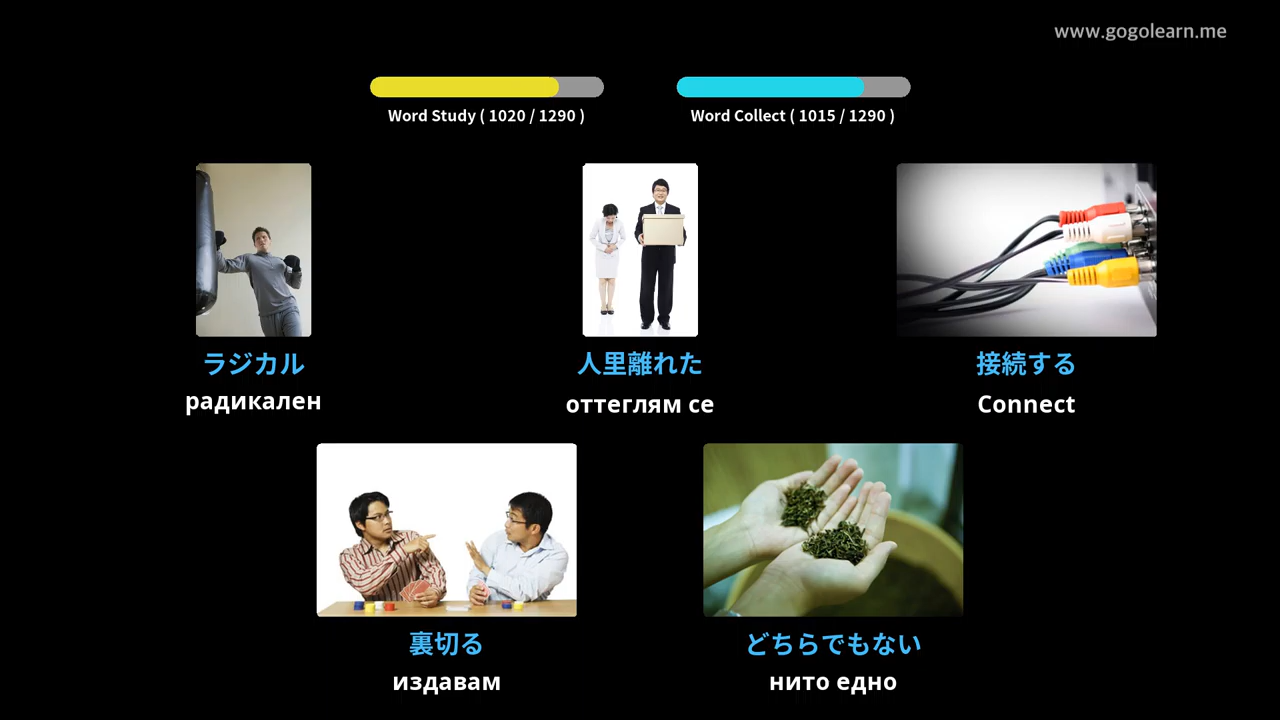 www.gogolearn.me
Word Study ( 1020 / 1290 )
Word Collect ( 1015 / 1290 )
ラジカル
радикален
人里離れた
оттеглям се
接続する
Connect
裏切る
издавам
どちらでもない
нито едно